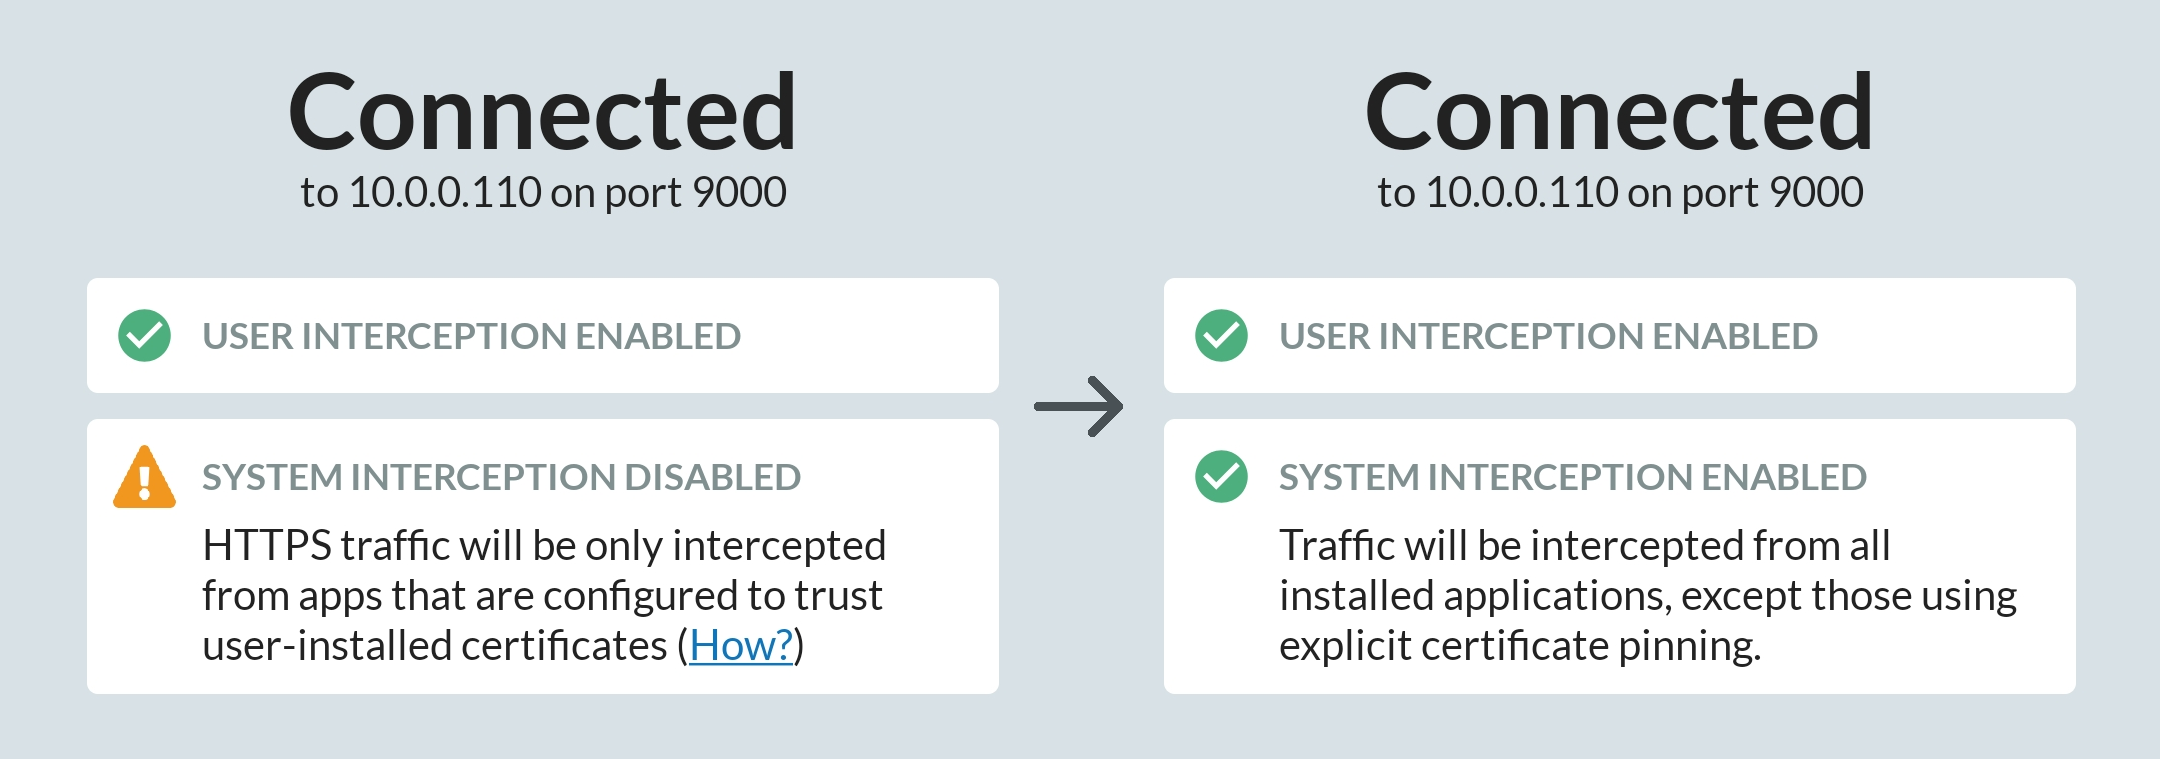 Connected
to 10.0.0.110 on port 9000
USER INTERCEPTION ENABLED
SYSTEM INTERCEPTION DISABLED
HTTPS traffic will be only intercepted
from apps that are configured to trust
user-installed certificates (How?)
Connected
to 10.0.0.110 on port 9000
USER INTERCEPTION ENABLED
SYSTEM INTERCEPTION ENABLED
Traffic will be intercepted from all
installed applications, except those using
explicit certificate pinning.